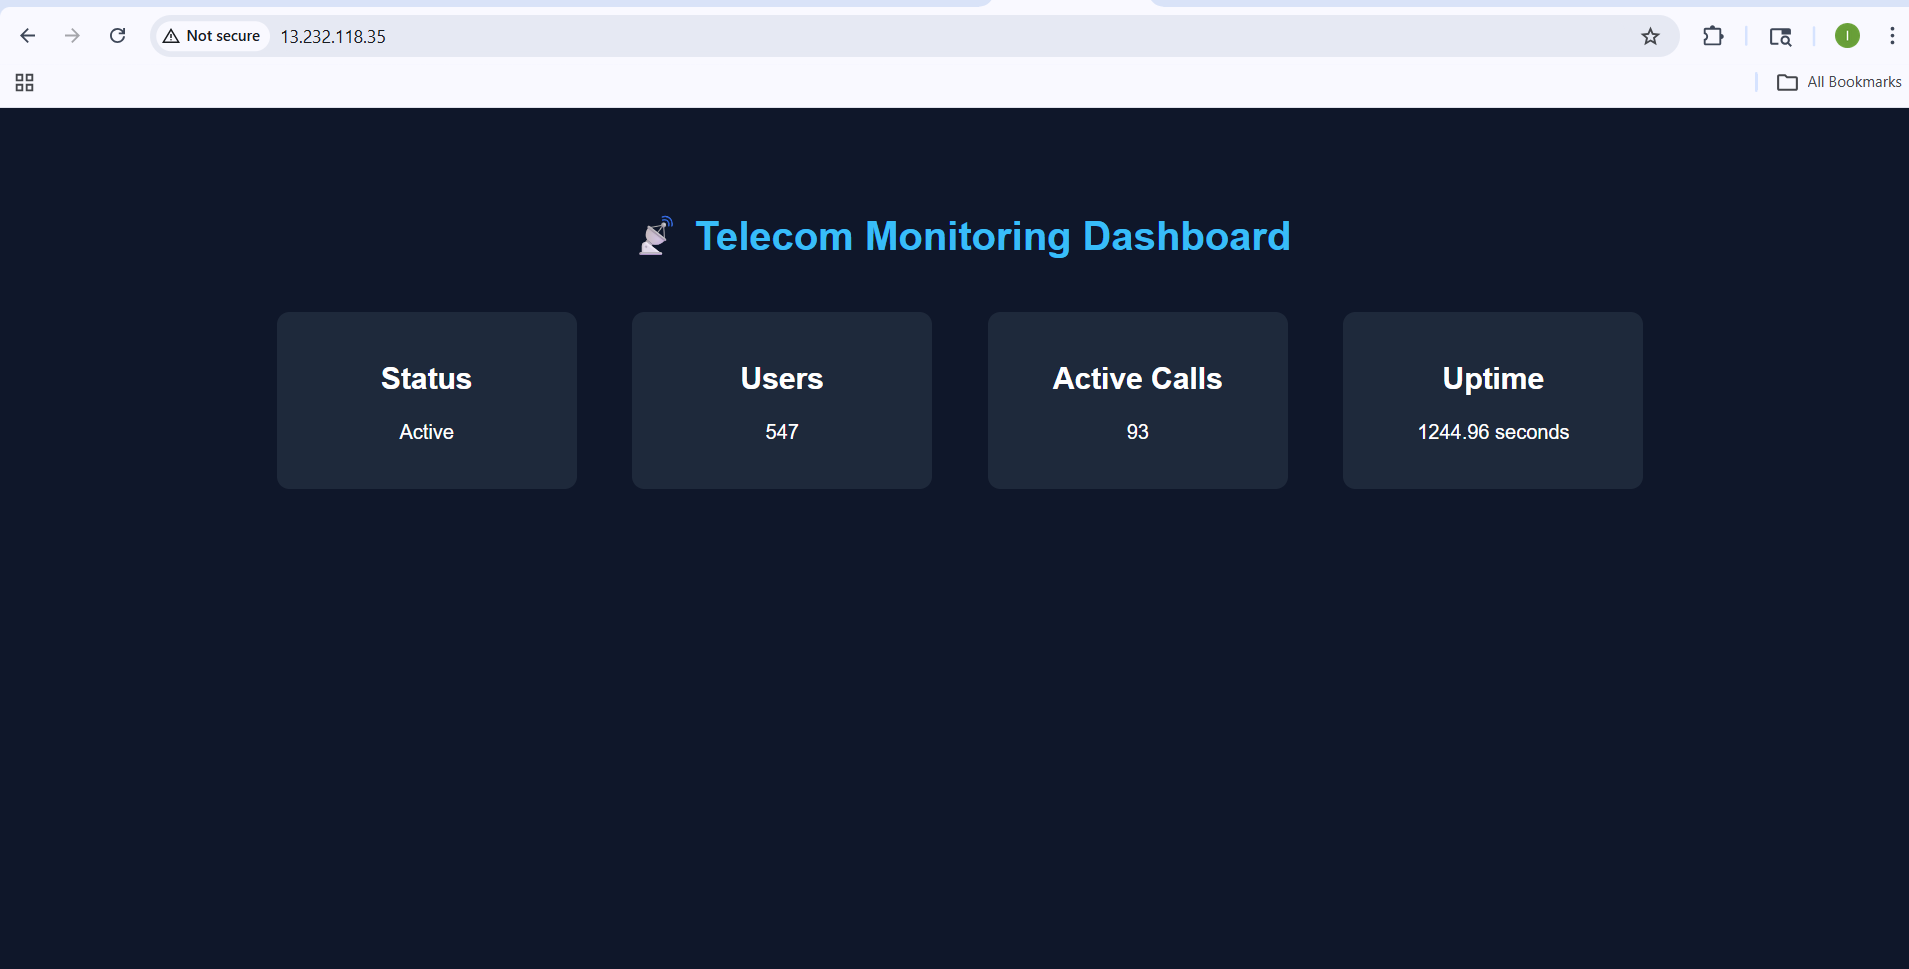 Not secure 13.232.118.35
I
All Bookmarks
Telecom Monitoring Dashboard
Status
Active
Users
547
Active Calls
93
Uptime
1244.96 seconds